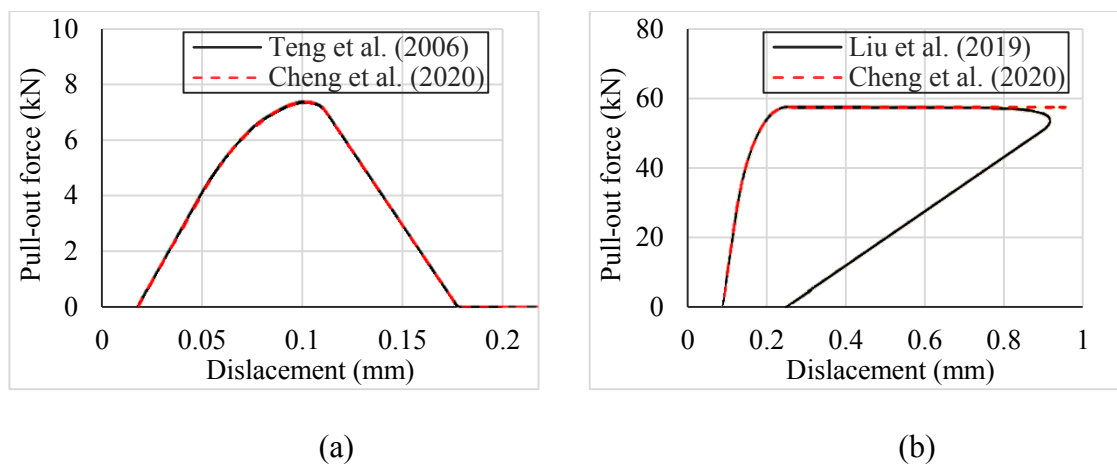 10
8
6
4
2
0
Pull-out force (kN)
Teng et al. (2006)
Cheng et al. (2020)
0 0.05 0.1 0.15 0.2
Dislacement (mm)
(a)
80
60
40
20
0
Pull-out force (kN)
Liu et al. (2019)
Cheng et al. (2020)
0 0.2 0.4 0.6 0.8 1
Dislacement (mm)
(b)